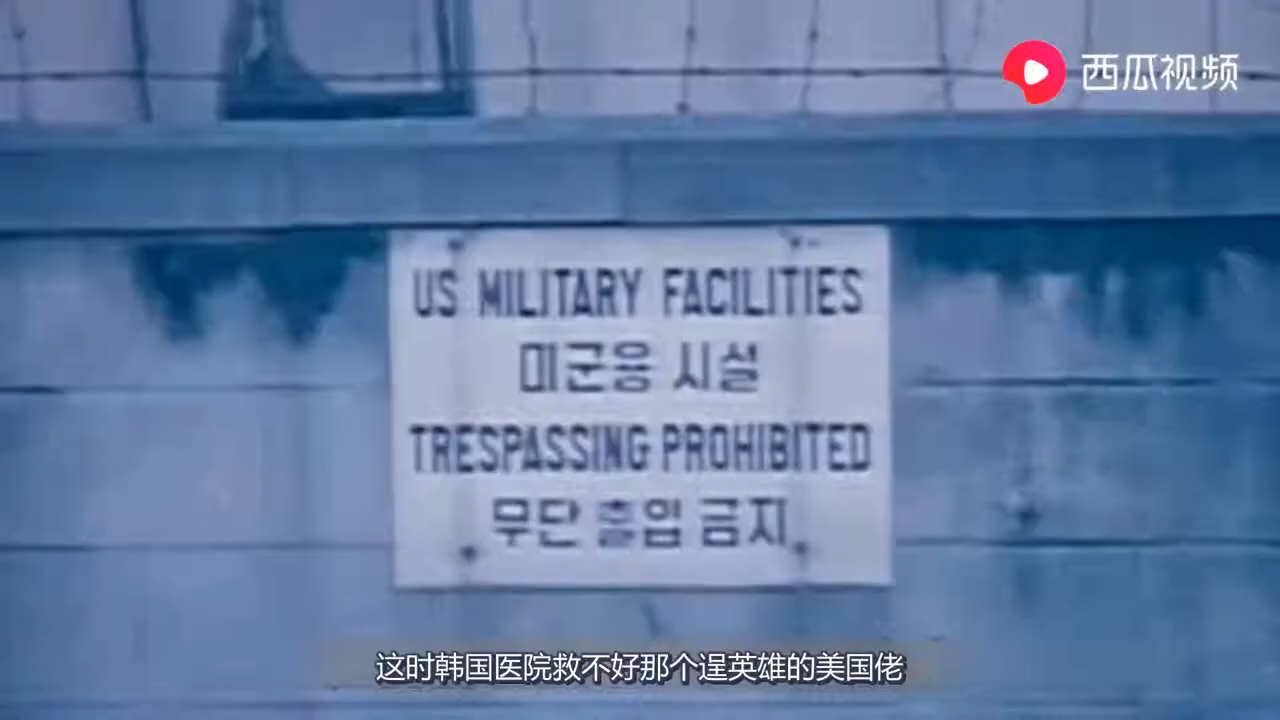 西瓜视频
US MILITARY FACILITIES
미군용 시설
TRESPASSING PROHIBITED
무단 출입 금지
这时韩国医院救不好那个逞英雄的美国佬